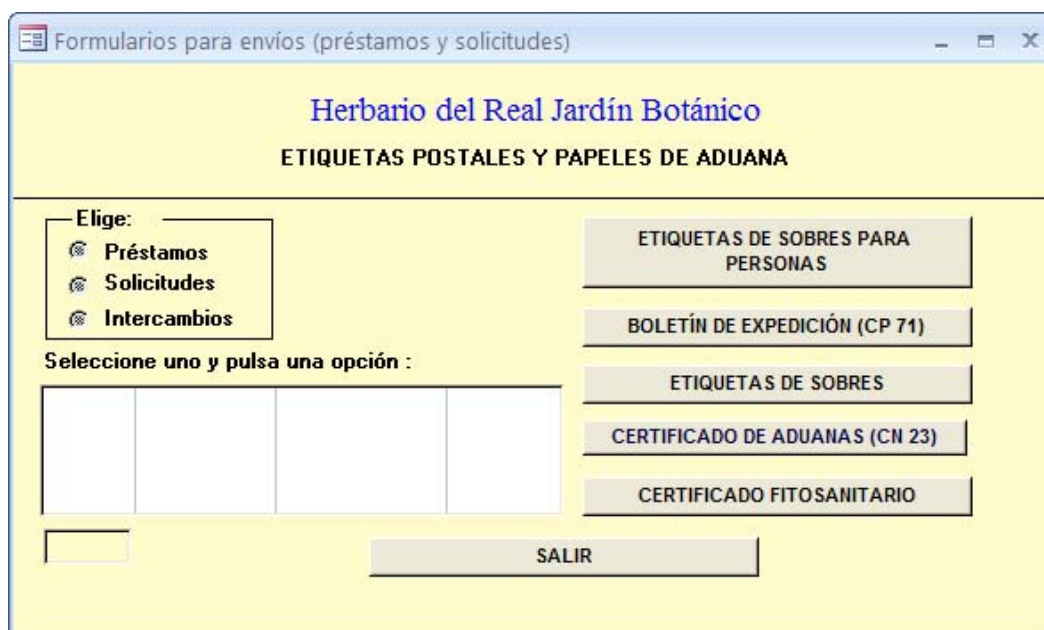 Formularios para envíos (préstamos y solicitudes)
Herbario del Real Jardín Botánico
ETIQUETAS POSTALES Y PAPELES DE ADUANA
Elige:
Préstamos
Solicitudes
Intercambios
Seleccione uno y pulsa una opción :
ETIQUETAS DE SOBRES PARA
PERSONAS
BOLETÍN DE EXPEDICIÓN (CP 71)
ETIQUETAS DE SOBRES
CERTIFICADO DE ADUANAS (CN 23)
CERTIFICADO FITOSANITARIO
SALIR